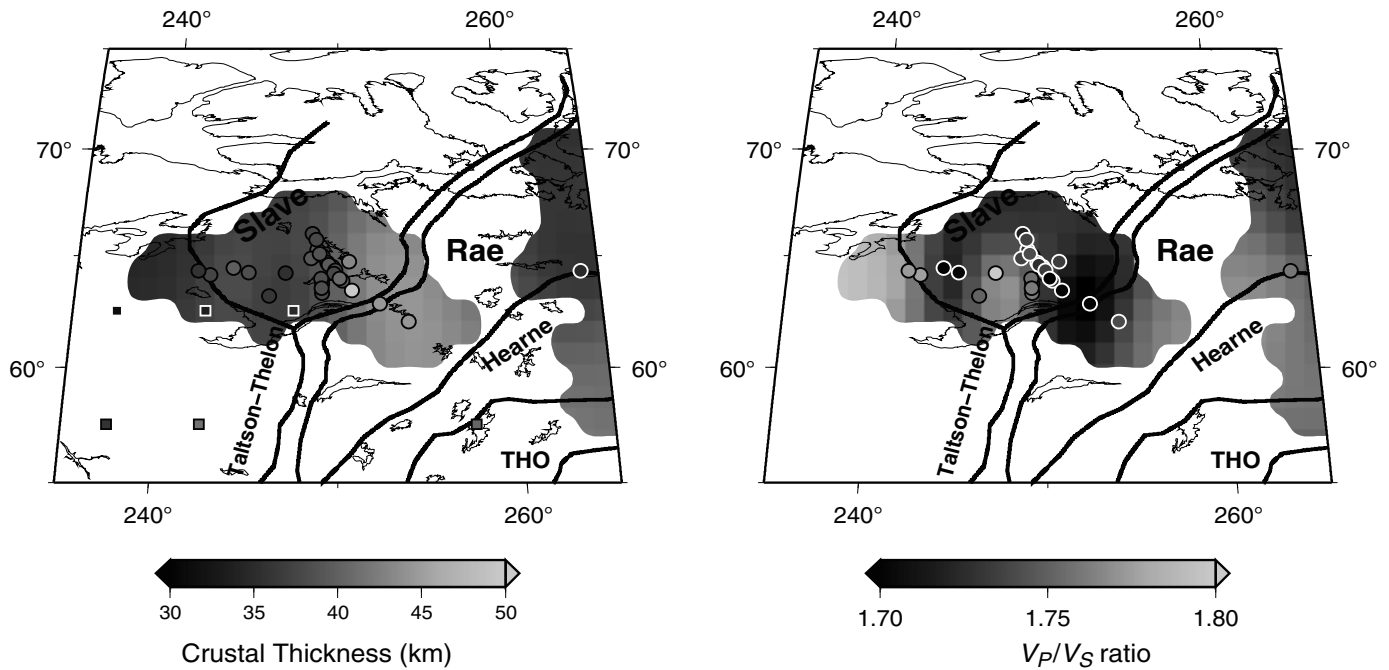 240° 260° 240° 260°
70° 70° 70°
Slave Slave
Rae Rae
60° 60° 60°
Hearne Hearne
Taltson–Thelon Taltson–Thelon
THO THO
240° 260° 240° 260°
30 35 40 45 50 1.70 1.75 1.80
Crustal Thickness (km) VP/VS ratio